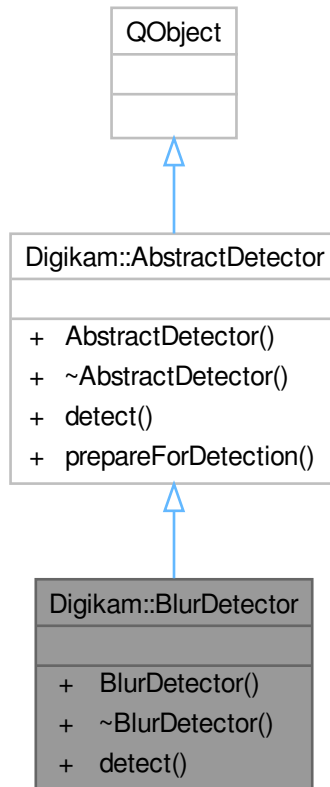 QObject
Digikam::AbstractDetector
+ AbstractDetector()
+ ~AbstractDetector()
+ detect()
+ prepareForDetection()
Digikam::BlurDetector
+ BlurDetector()
+ ~BlurDetector()
+ detect()